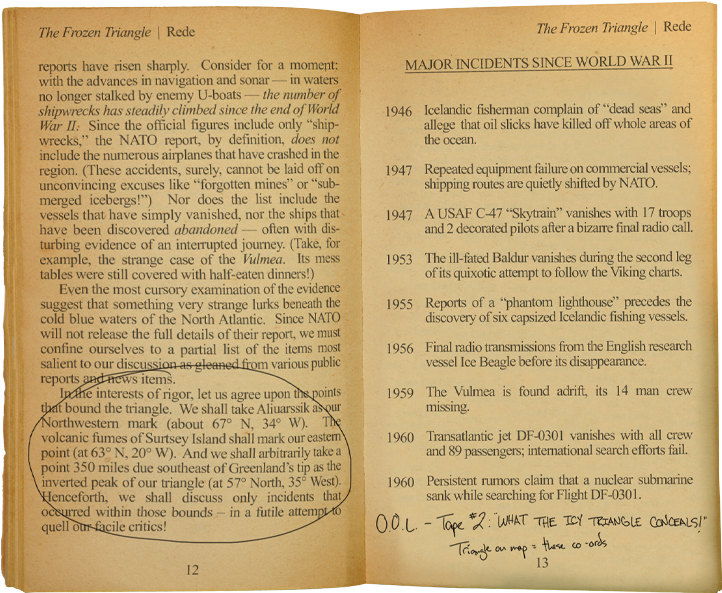 The Frozen Triangle | Rede
reports have risen sharply. Consider for a moment:
with the advances in navigation and sonar — in waters
no longer stalked by enemy U-boats — the number of
shipwrecks has steadily climbed since the end of World
War II. Since the official figures include only “ship-
wrecks,” the NATO report, by definition, does not
include the numerous airplanes that have crashed in the
region. (These accidents, surely, cannot be laid off on
unconvincing excuses like “forgotten mines” or “sub-
merged icebergs!”) Nor does the list include the
vessels that have simply vanished, nor the ships that
have been discovered abandoned — often with dis-
turbing evidence of an interrupted journey. (Take, for
example, the strange case of the Vulmea. Its mess
tables were still covered with half-eaten dinners!)
Even the most cursory examination of the evidence
suggest that something very strange lurks beneath the
cold blue waters of the North Atlantic. Since NATO
will not release the full details of their report, we must
confine ourselves to a partial list of the items most
salient to our discussion as gleaned from various public
reports and news items.
In the interests of rigor, let us agree upon the points
that bound the triangle. We shall take Aliuarssik as our
Northwestern mark (about 67° N, 34° W). The
volcanic fumes of Surtsey Island shall mark our eastern
point (at 63° N, 20° W). And we shall arbitrarily take a
point 350 miles due southeast of Greenland’s tip as the
inverted peak of our triangle (at 57° North, 35° West).
Henceforth, we shall discuss only incidents that
occurred within those bounds – in a futile attempt to
quell our facile critics!
12
The Frozen Triangle | Rede
MAJOR INCIDENTS SINCE WORLD WAR II
1946 Icelandic fisherman complain of “dead seas” and
allege that oil slicks have killed off whole areas of
the ocean.
1947 Repeated equipment failure on commercial vessels;
shipping routes are quietly shifted by NATO.
1947 A USAF C-47 “Skytrain” vanishes with 17 troops
and 2 decorated pilots after a bizarre final radio call.
1953 The ill-fated Baldur vanishes during the second leg
of its quixotic attempt to follow the Viking charts.
1955 Reports of a “phantom lighthouse” precedes the
discovery of six capsized Icelandic fishing vessels.
1956 Final radio transmissions from the English research
vessel Ice Beagle before its disappearance.
1959 The Vulmea is found adrift, its 14 man crew
missing.
1960 Transatlantic jet DF-0301 vanishes with all crew
and 89 passengers; international search efforts fail.
1960 Persistent rumors claim that a nuclear submarine
sank while searching for Flight DF-0301.
O.O.L. - Tape #2: "WHAT THE ICY TRIANGLE CONCEALS!"
Triangle on map = these co-ords
13